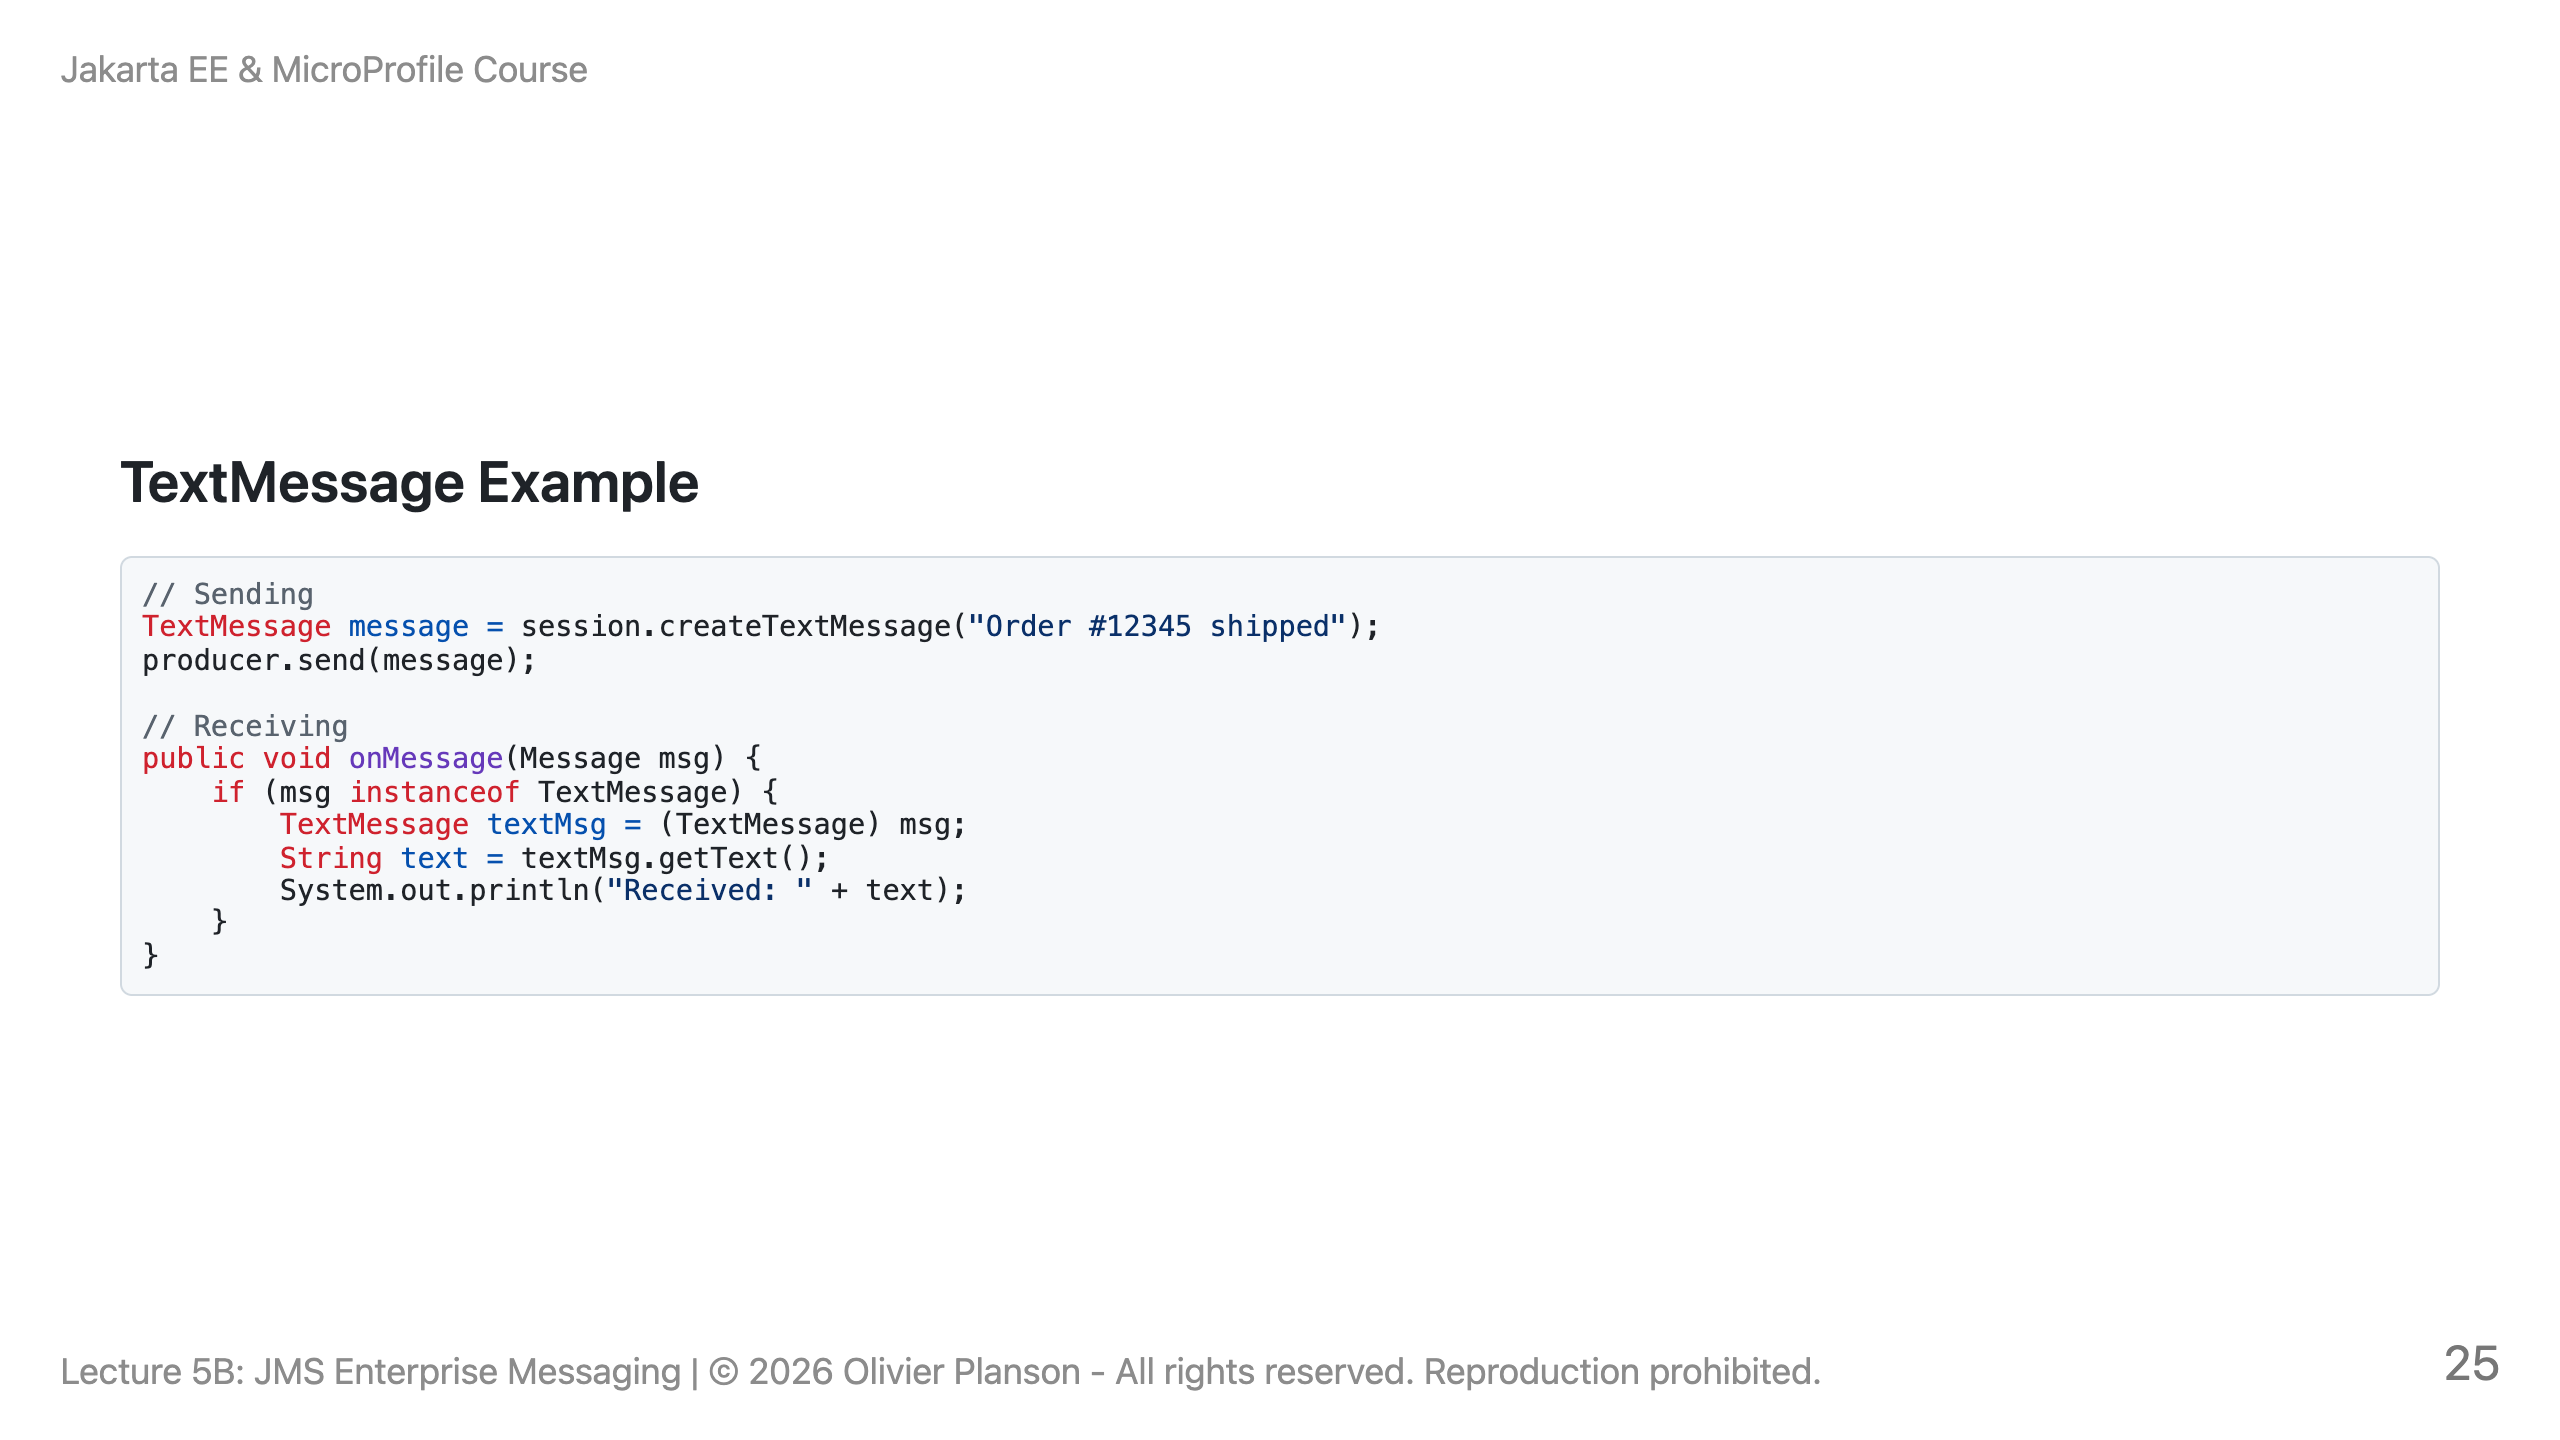 Jakarta EE & MicroProfile Course
TextMessage Example
// Sending
TextMessage message = session.createTextMessage("Order #12345 shipped");
producer.send(message);

// Receiving
public void onMessage(Message msg) {
    if (msg instanceof TextMessage) {
        TextMessage textMsg = (TextMessage) msg;
        String text = textMsg.getText();
        System.out.println("Received: " + text);
    }
}
Lecture 5B: JMS Enterprise Messaging | © 2026 Olivier Planson - All rights reserved. Reproduction prohibited.
25